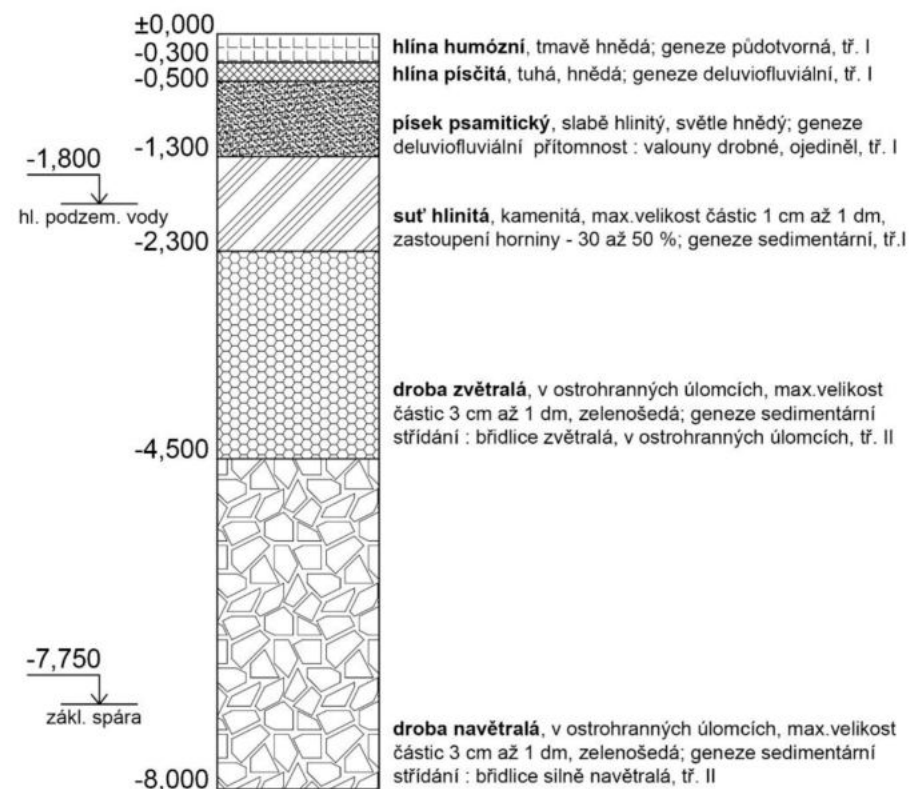 ±0,000
-0,300
-0,500
hlína humózní, tmavě hnědá; geneze půdotvorná, tř. I
hlína písčitá, tuhá, hnědá; geneze deluviofluviální, tř. I
písek psamitický, slabě hlinitý, světle hnědý; geneze
deluviofluviální přítomnost : valouny drobné, ojediněl, tř. I
-1,300
-1,800
hl. podzem. vody
suť hlinitá, kamenitá, max.velikost částic 1 cm až 1 dm,
zastoupení horniny - 30 až 50 %; geneze sedimentární, tř.I
-2,300
droba zvětralá, v ostrohranných úlomcích, max.velikost
částic 3 cm až 1 dm, zelenošedá; geneze sedimentární
střídání : břidlice zvětralá, v ostrohranných úlomcích, tř. II
-4,500
-7,750
zákl. spára
droba navětralá, v ostrohranných úlomcích, max.velikost
částic 3 cm až 1 dm, zelenošedá; geneze sedimentární
střídání : břidlice silně navětralá, tř. II
-8,000